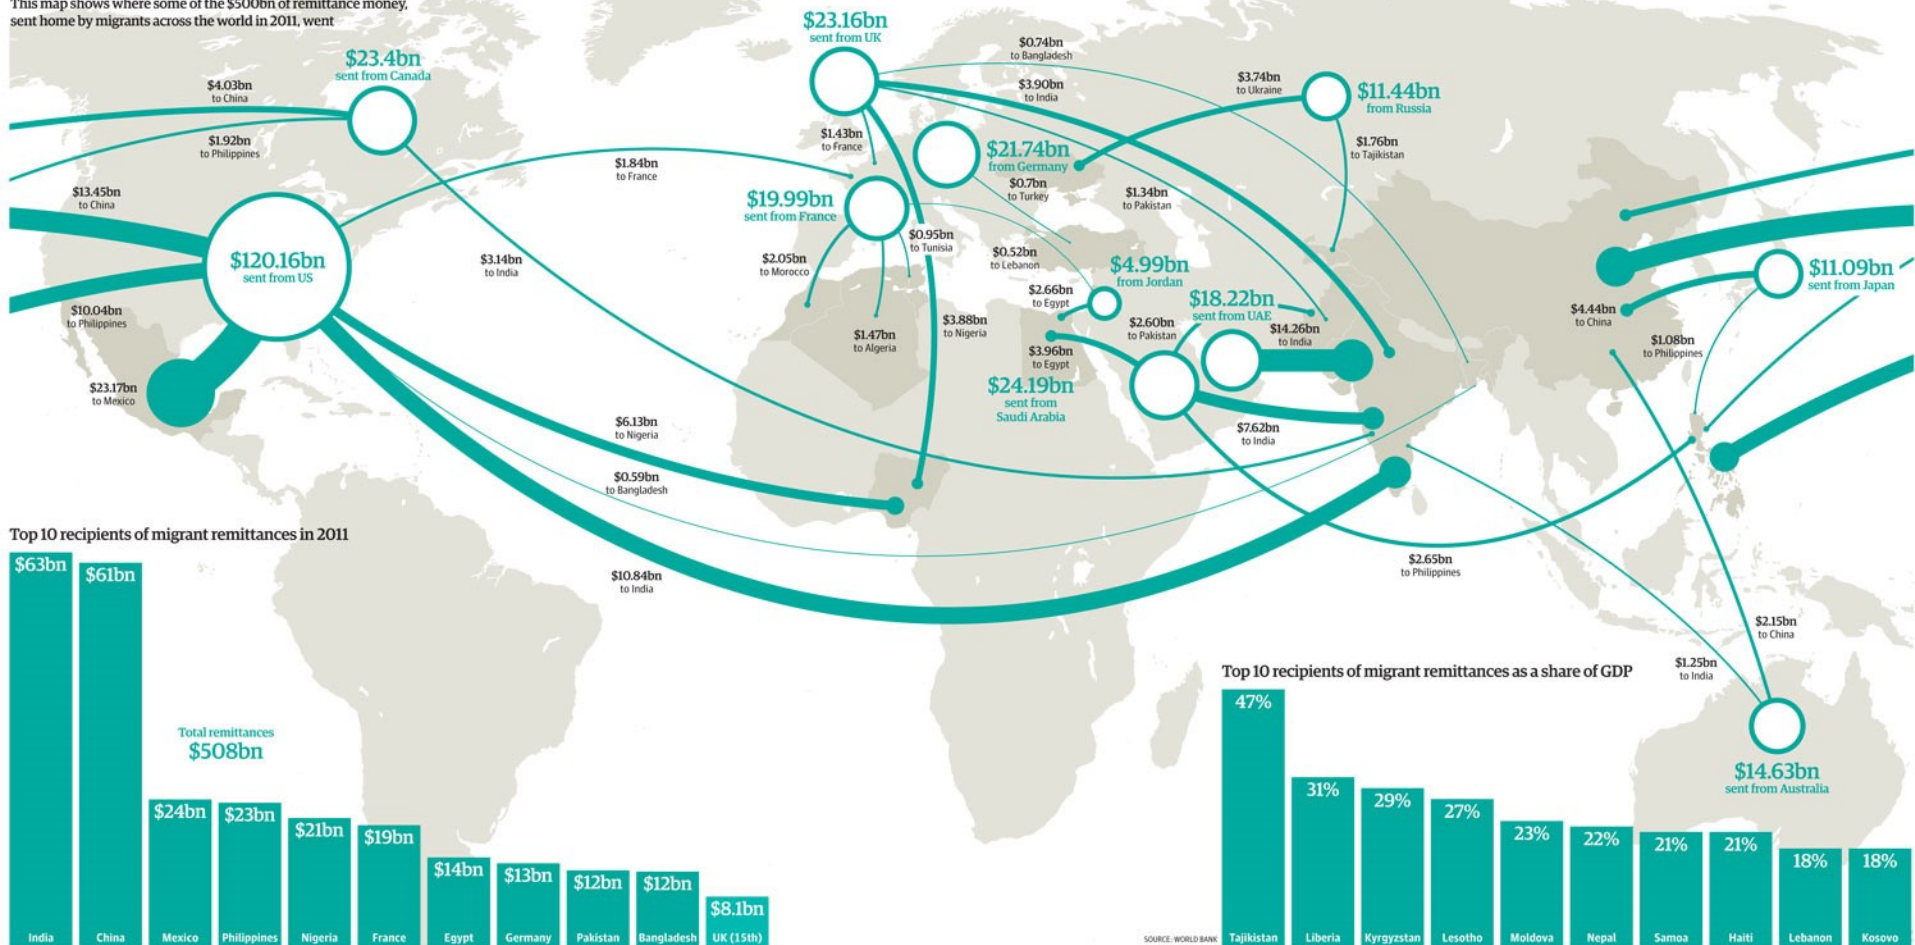 This map shows where some of the $500bn of remittance money,
sent home by migrants across the world in 2011, went
$23.4bn
sent from Canada
$4.03bn
to China
$1.92bn
to Philippines
$13.45bn
to China
$120.16bn
sent from US
$10.04bn
to Philippines
$23.17bn
to Mexico
$1.84bn
to France
$3.14bn
to India
$6.13bn
to Nigeria
$0.59bn
to Bangladesh
$10.84bn
to India
$23.16bn
sent from UK
$0.74bn
to Bangladesh
$3.90bn
to India
$1.43bn
to France
$1.34bn
to Pakistan
$3.88bn
to Nigeria
$21.74bn
from Germany
$0.7bn
to Turkey
$19.99bn
sent from France
$0.95bn
to Tunisia
$2.05bn
to Morocco
$1.47bn
to Algeria
$0.52bn
to Lebanon
$3.74bn
to Ukraine
$11.44bn
from Russia
$1.76bn
to Tajikistan
$4.99bn
from Jordan
$2.66bn
to Egypt
$18.22bn
sent from UAE
$14.26bn
to India
$2.60bn
to Pakistan
$3.96bn
to Egypt
$24.19bn
sent from
Saudi Arabia
$7.62bn
to India
$2.65bn
to Philippines
$11.09bn
sent from Japan
$4.44bn
to China
$1.08bn
to Philippines
$2.15bn
to China
$1.25bn
to India
$14.63bn
sent from Australia
Top 10 recipients of migrant remittances in 2011
$63bn
$61bn
$24bn
$23bn
$21bn
$19bn
$14bn
$13bn
$12bn
$12bn
$8.1bn
India
China
Mexico
Philippines
Nigeria
France
Egypt
Germany
Pakistan
Bangladesh
UK (15th)
Total remittances
$508bn
Top 10 recipients of migrant remittances as a share of GDP
47%
31%
29%
27%
23%
22%
21%
21%
18%
18%
SOURCE: WORLD BANK
Tajikistan
Liberia
Kyrgyzstan
Lesotho
Moldova
Nepal
Samoa
Haiti
Lebanon
Kosovo